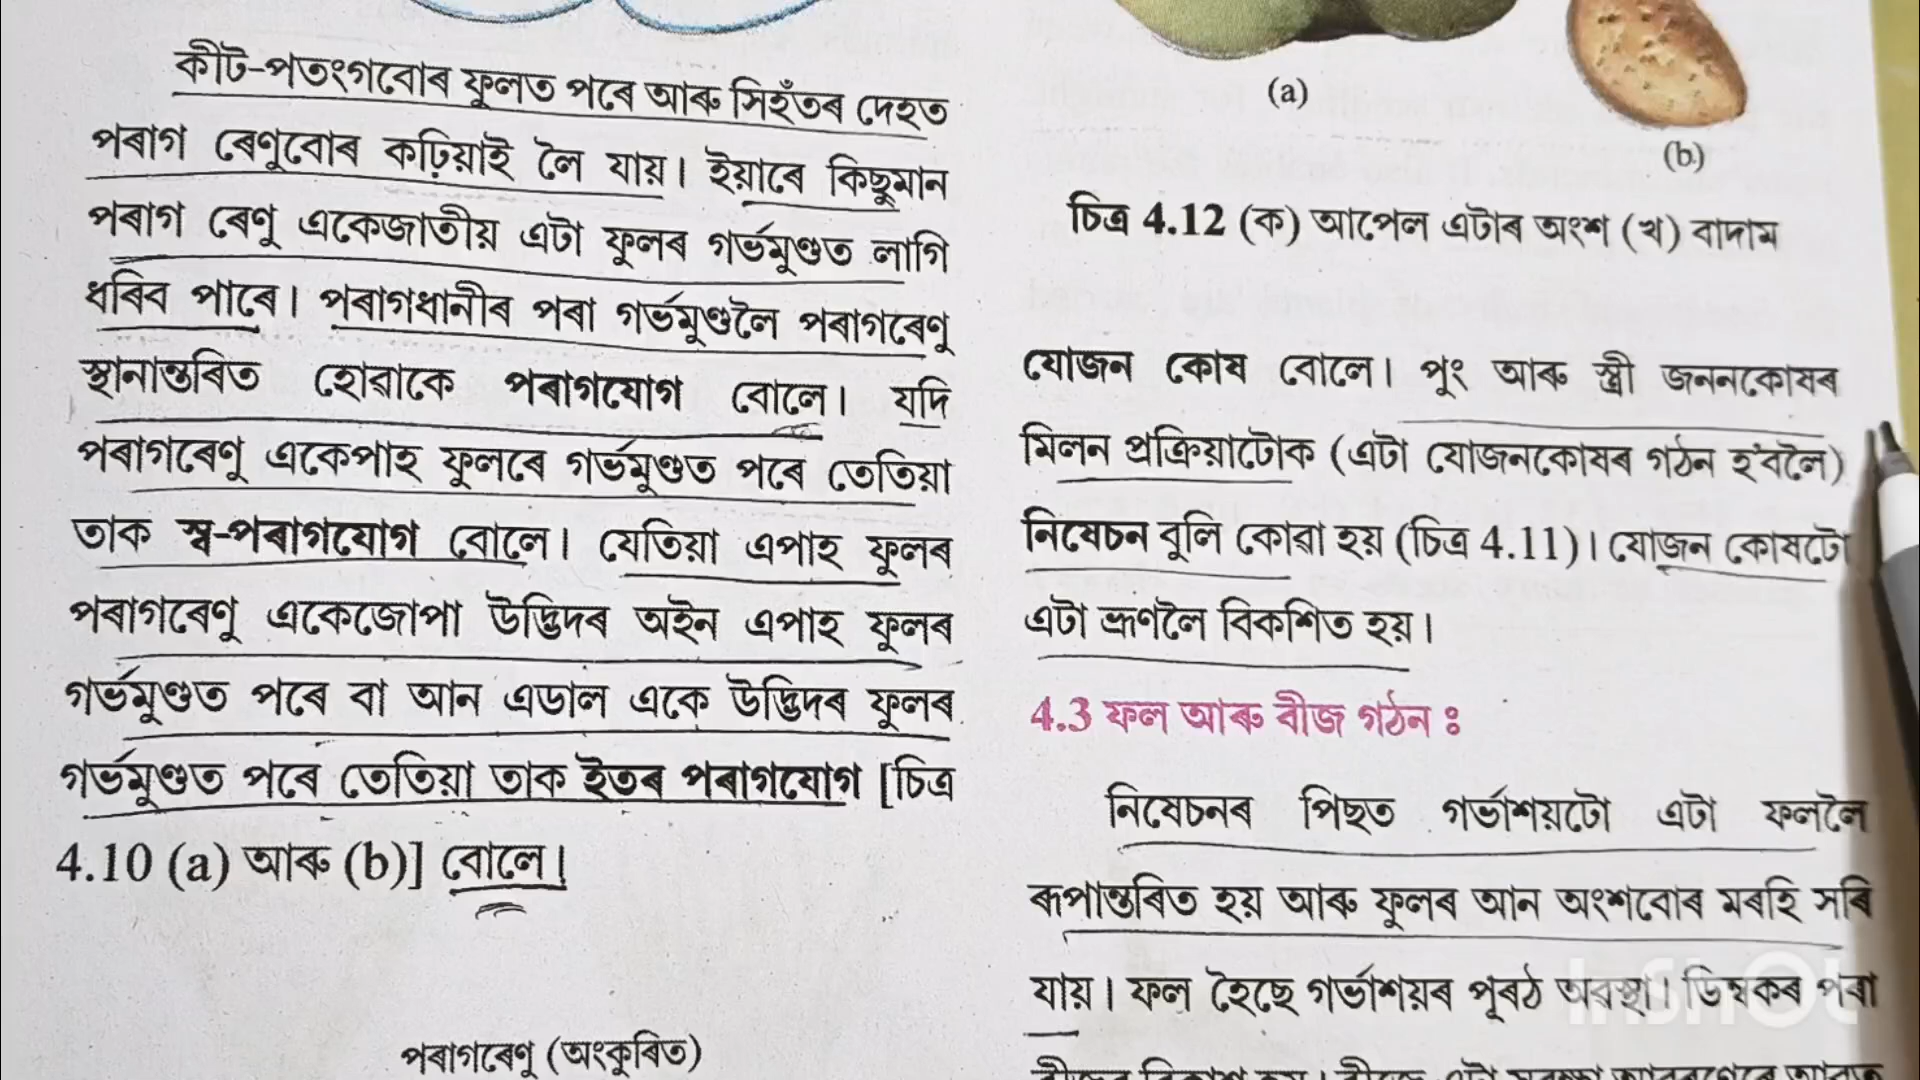 কীট-পতংগবোৰ ফুলত পৰে আৰু সিহঁতৰ দেহত
পৰাগ ৰেণুবোৰ কঢ়িয়াই লৈ যায়। ইয়াৰে কিছুমান
পৰাগ ৰেণু একেজাতীয় এটা ফুলৰ গৰ্ভমুণ্ডত লাগি
ধৰিব পাৰে। পৰাগধানীৰ পৰা গৰ্ভমুণ্ডলৈ পৰাগৰেণু
স্থানান্তৰিত হোৱাকে পৰাগযোগ বোলে। যদি
পৰাগৰেণু একেপাহ ফুলৰে গৰ্ভমুণ্ডত পৰে তেতিয়া
তাক স্ব-পৰাগযোগ বোলে। যেতিয়া এপাহ ফুলৰ
পৰাগৰেণু একেজোপা উদ্ভিদৰ অইন এপাহ ফুলৰ
গৰ্ভমুণ্ডত পৰে বা আন এডাল একে উদ্ভিদৰ ফুলৰ
গৰ্ভমুণ্ডত পৰে তেতিয়া তাক ইতৰ পৰাগযোগ [চিত্ৰ
4.10 (a) আৰু (b)] বোলে।
পৰাগৰেণু (অংকুৰিত)
(a)
(b)
চিত্ৰ 4.12 (ক) আপেল এটাৰ অংশ (খ) বাদাম
যোজন কোষ বোলে। পুং আৰু স্ত্ৰী জননকোষৰ
মিলন প্ৰক্ৰিয়াটোক (এটা যোজনকোষৰ গঠন হ'বলৈ)
নিষেচন বুলি কোৱা হয় (চিত্ৰ 4.11)। যোজন কোষটো
এটা ভ্ৰূণলৈ বিকশিত হয়।
4.3 ফল আৰু বীজ গঠন ঃ
নিষেচনৰ পিছত গৰ্ভাশয়টো এটা ফললৈ
ৰূপান্তৰিত হয় আৰু ফুলৰ আন অংশবোৰ মৰহি সৰি
যায়। ফল হৈছে গৰ্ভাশয়ৰ পূৰঠ অৱস্থা। ডিম্বকৰ পৰা
InShOt